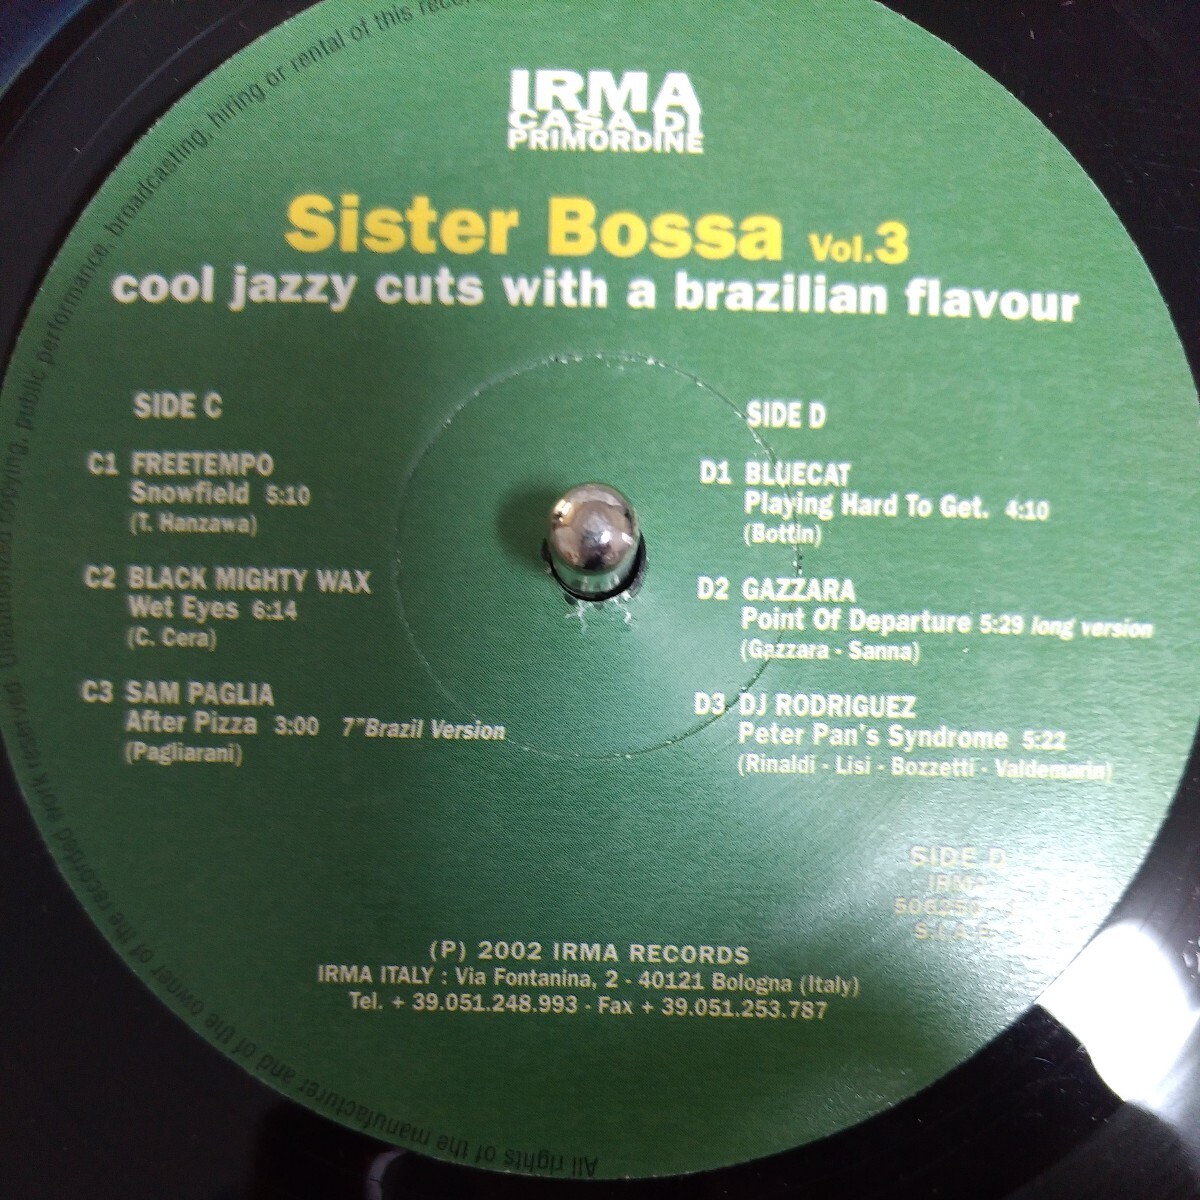 IRMA
CASA DI
PRIMORDINE
Sister Bossa Vol.3
cool jazzy cuts with a brazilian flavour
SIDE C
C1 FREETEMPO
Snowfield 5:10
(T. Hanzawa)
C2 BLACK MIGHTY WAX
Wet Eyes 6:14
(C. Cera)
C3 SAM PAGLIA
After Pizza 3:00 7"Brazil Version
(Pagliarani)
SIDE D
D1 BLUECAT
Playing Hard To Get. 4:10
(Bottin)
D2 GAZZARA
Point Of Departure 5:29 long version
(Gazzara - Sanna)
D3 DJ RODRIGUEZ
Peter Pan's Syndrome 5:22
(Rinaldi - Lisi - Bozzetti - Valdemarin)
SIDE D
IRMA
S.I.A.E.
(P) 2002 IRMA RECORDS
IRMA ITALY : Via Fontanina, 2 - 40121 Bologna (Italy)
Tel. + 39.051.248.993 - Fax + 39.051.253.787
All rights of the manufacturer and of the owner of the recorded work reserved. Unauthorized copying, public performance, broadcasting, hiring or rental of this